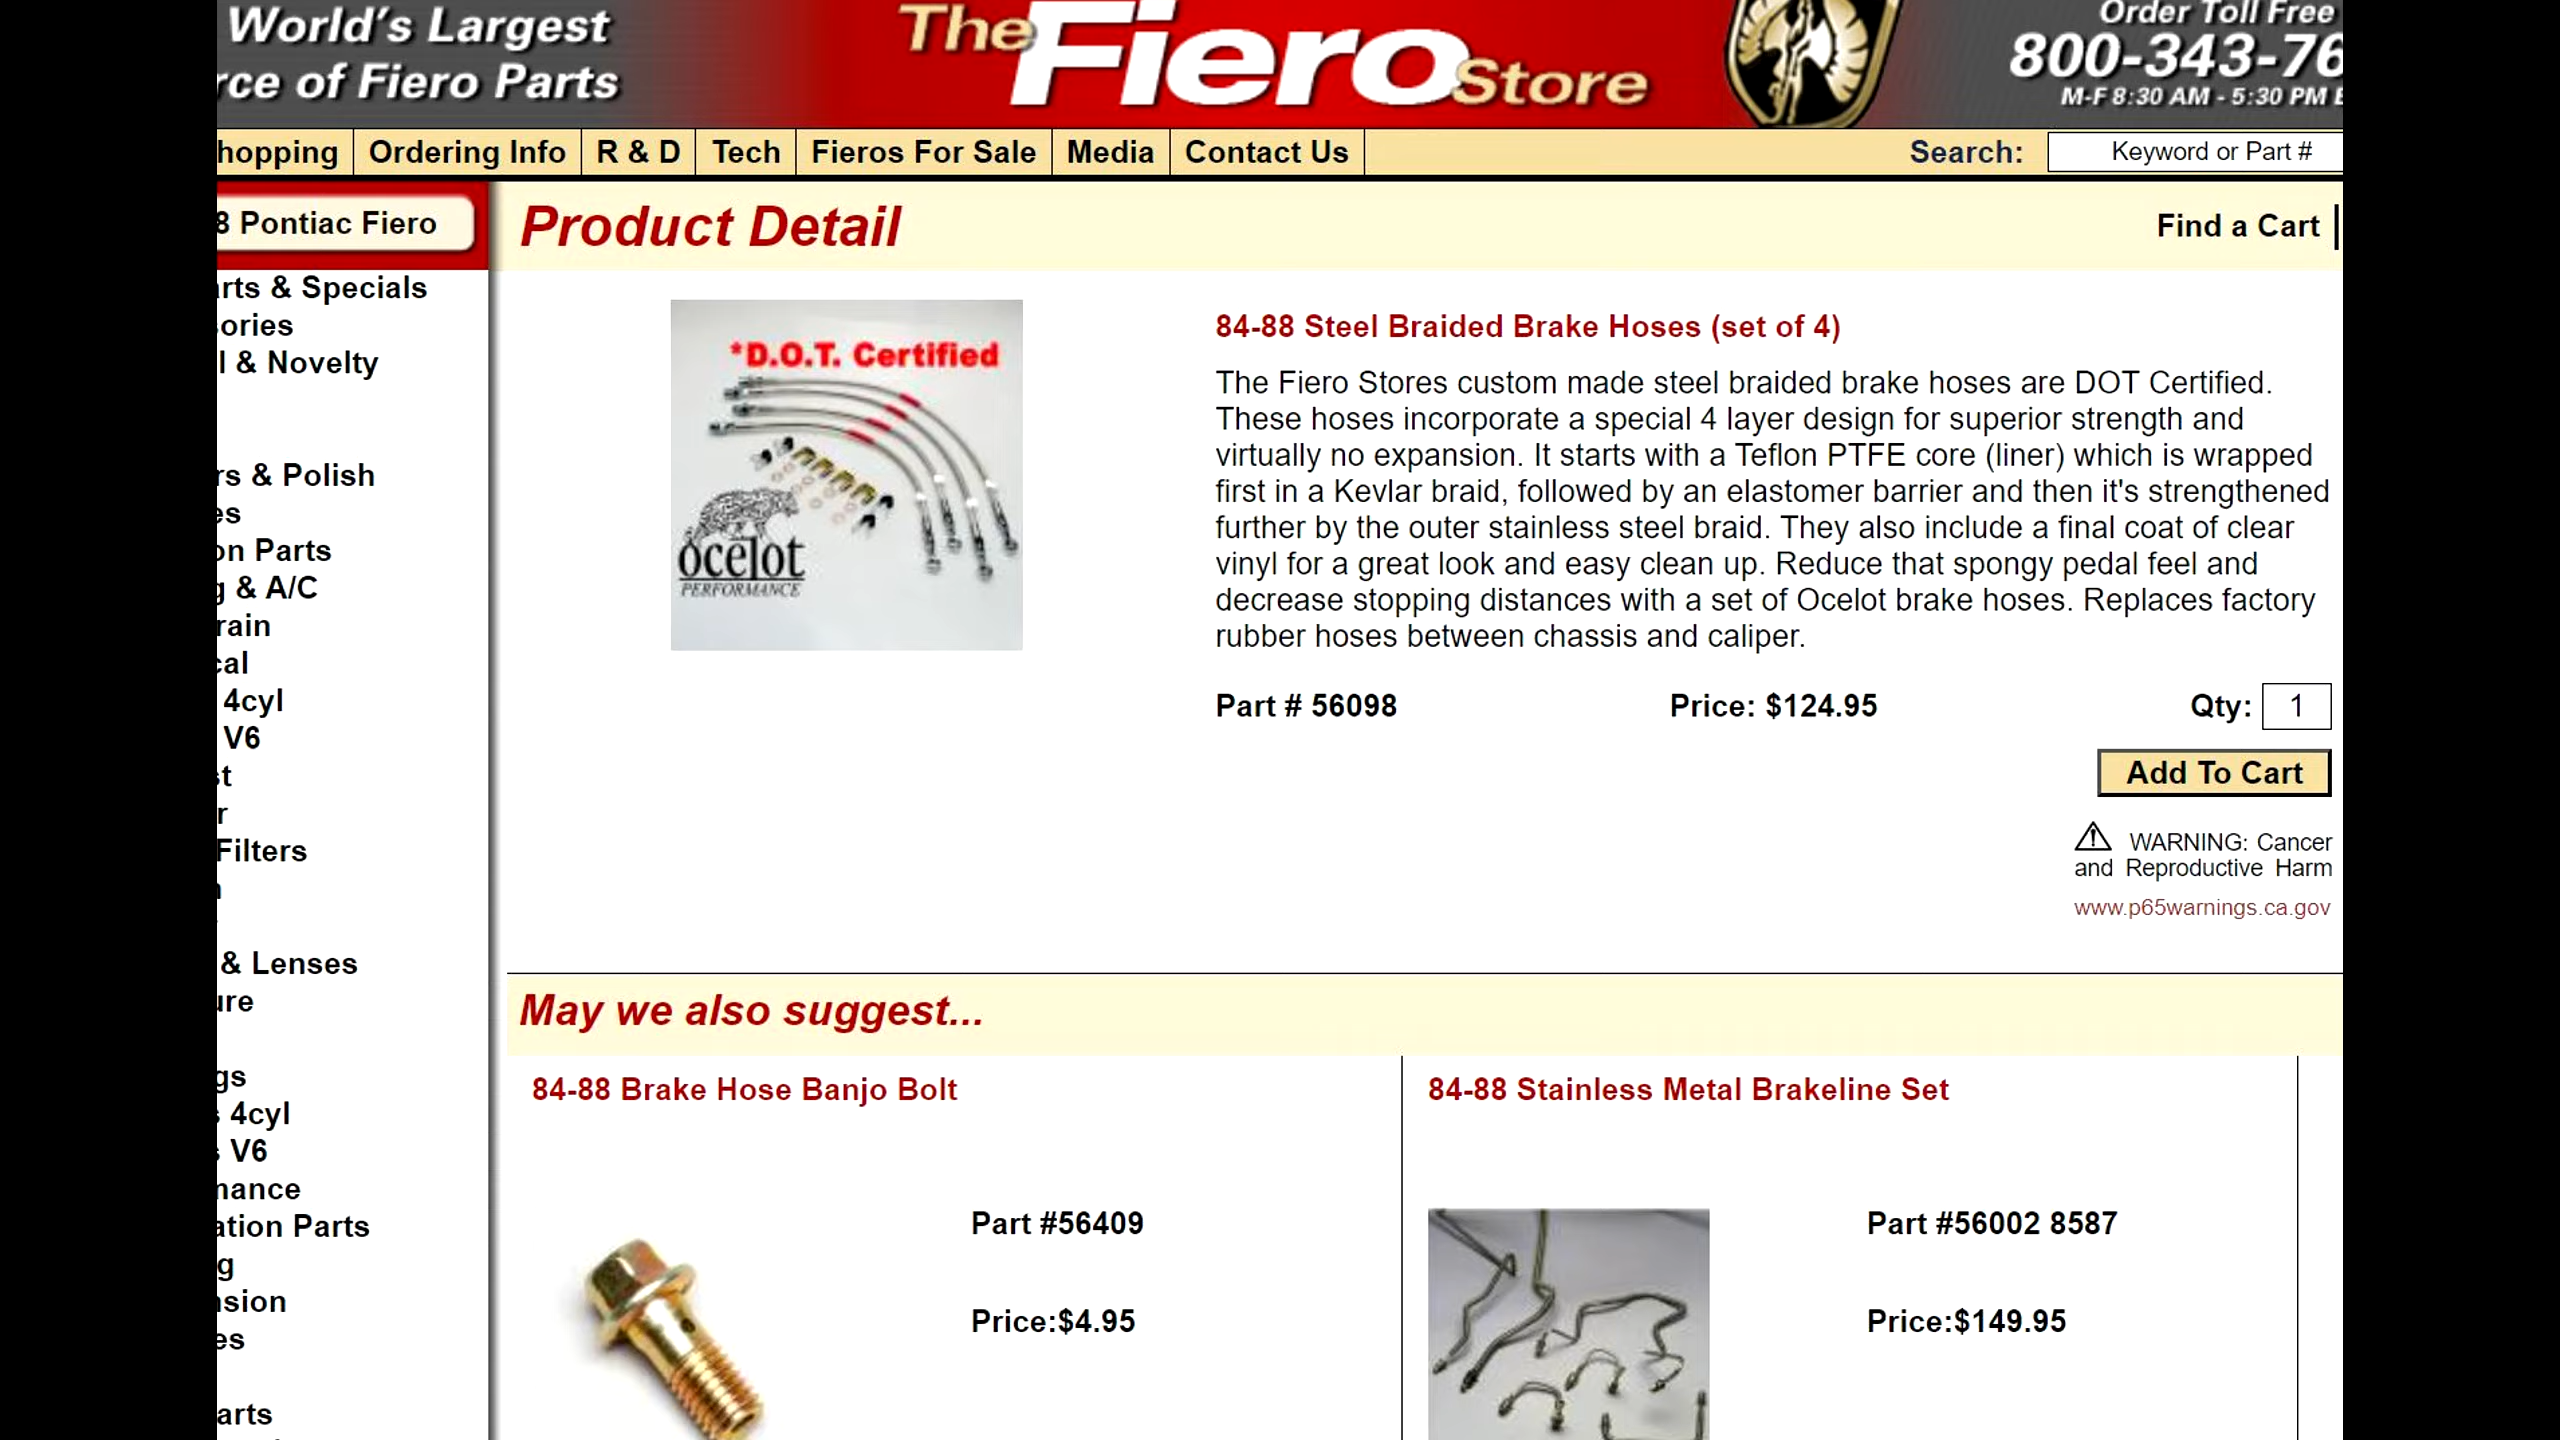 World's Largest
rce of Fiero Parts
The Fiero Store
Order Toll Free
800-343-76
M-F 8:30 AM - 5:30 PM
hopping
Ordering Info
R & D
Tech
Fieros For Sale
Media
Contact Us
Search:
Keyword or Part #
8 Pontiac Fiero
Product Detail
Find a Cart
arts & Specials
sories
l & Novelty
rs & Polish
es
on Parts
g & A/C
rain
cal
4cyl
V6
st
r
Filters
& Lenses
ure
gs
s 4cyl
s V6
mance
ation Parts
g
nsion
es
arts
*D.O.T. Certified
ocelot
PERFORMANCE
84-88 Steel Braided Brake Hoses (set of 4)
The Fiero Stores custom made steel braided brake hoses are DOT Certified.
These hoses incorporate a special 4 layer design for superior strength and
virtually no expansion. It starts with a Teflon PTFE core (liner) which is wrapped
first in a Kevlar braid, followed by an elastomer barrier and then it's strengthened
further by the outer stainless steel braid. They also include a final coat of clear
vinyl for a great look and easy clean up. Reduce that spongy pedal feel and
decrease stopping distances with a set of Ocelot brake hoses. Replaces factory
rubber hoses between chassis and caliper.
Part # 56098
Price: $124.95
Qty: 1
Add To Cart
WARNING: Cancer
and Reproductive Harm
www.p65warnings.ca.gov
May we also suggest...
84-88 Brake Hose Banjo Bolt
Part #56409
Price:$4.95
84-88 Stainless Metal Brakeline Set
Part #56002 8587
Price:$149.95